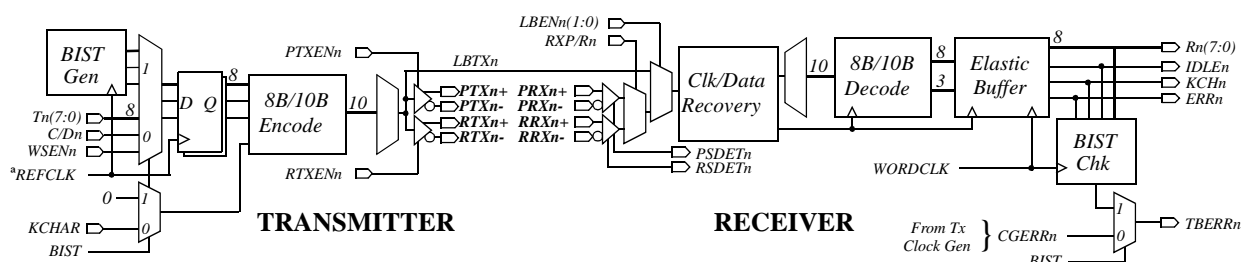 LBENn(1:0)
RXP/Rn
PTXENn
LBTXn
BIST
Gen
1
0
Tn(7:0)
8
C/Dn
WSENn
aREFCLK
D Q
8
8B/10B
Encode
10
PTXn+
PTXn-
RTXn+
RTXn-
RTXENn
PRXn+
PRXn-
RRXn+
RRXn-
PSDETn
RSDETn
Clk/Data
Recovery
10
8B/10B
Decode
8
3
Elastic
Buffer
8
Rn(7:0)
IDLEn
KCHn
ERRn
BIST
Chk
WORDCLK
0
1
0
KCHAR
BIST
TRANSMITTER
RECEIVER
From Tx
Clock Gen
} CGERRn
1
0
TBERRn
BIST